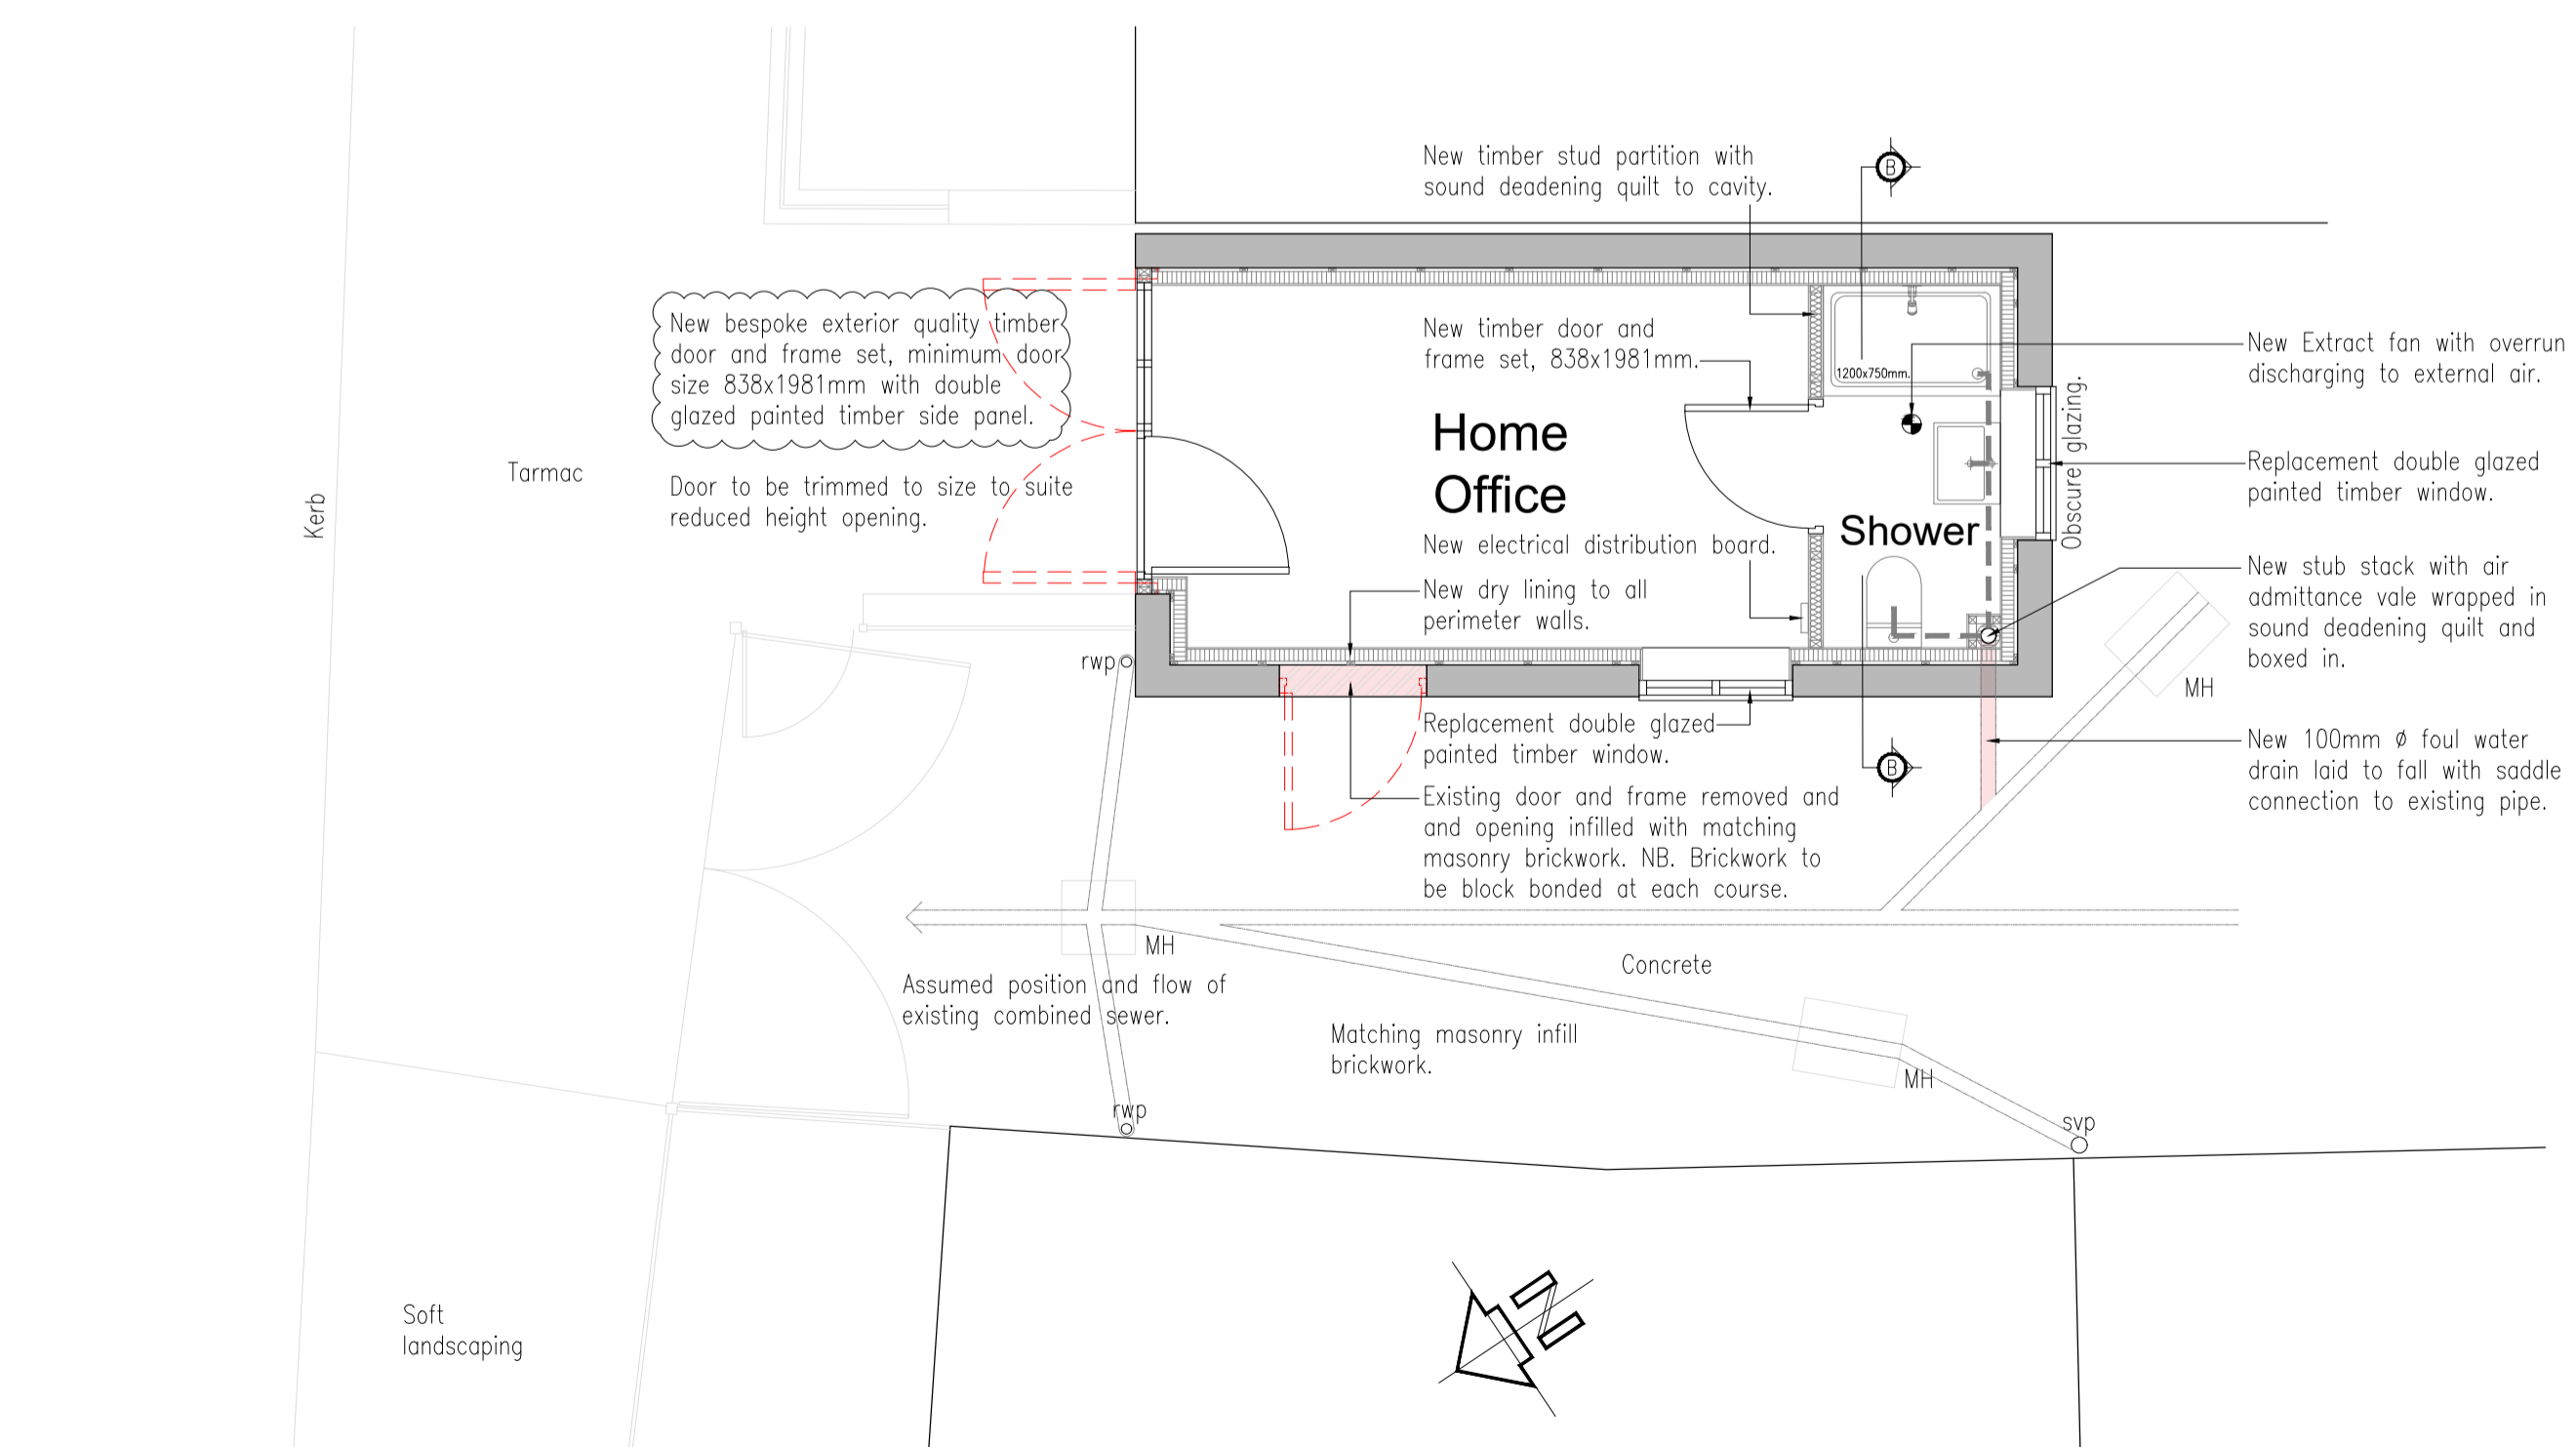 New timber stud partition with
sound deadening quilt to cavity.
B
New bespoke exterior quality timber
door and frame set, minimum door
size 838x1981mm with double
glazed painted timber side panel.
Door to be trimmed to size to suite
reduced height opening.
Tarmac
Kerb
New timber door and
frame set, 838x1981mm.
1200x750mm.
Home
Office
Shower
New electrical distribution board.
New dry lining to all
perimeter walls.
Obscure glazing.
New Extract fan with overrun
discharging to external air.
Replacement double glazed
painted timber window.
New stub stack with air
admittance vale wrapped in
sound deadening quilt and
boxed in.
MH
New 100mm Ø foul water
drain laid to fall with saddle
connection to existing pipe.
rwp
Replacement double glazed
painted timber window.
B
Existing door and frame removed and
and opening infilled with matching
masonry brickwork. NB. Brickwork to
be block bonded at each course.
MH
Assumed position and flow of
existing combined sewer.
Concrete
Matching masonry infill
brickwork.
MH
rwp
svp
Soft
landscaping
N